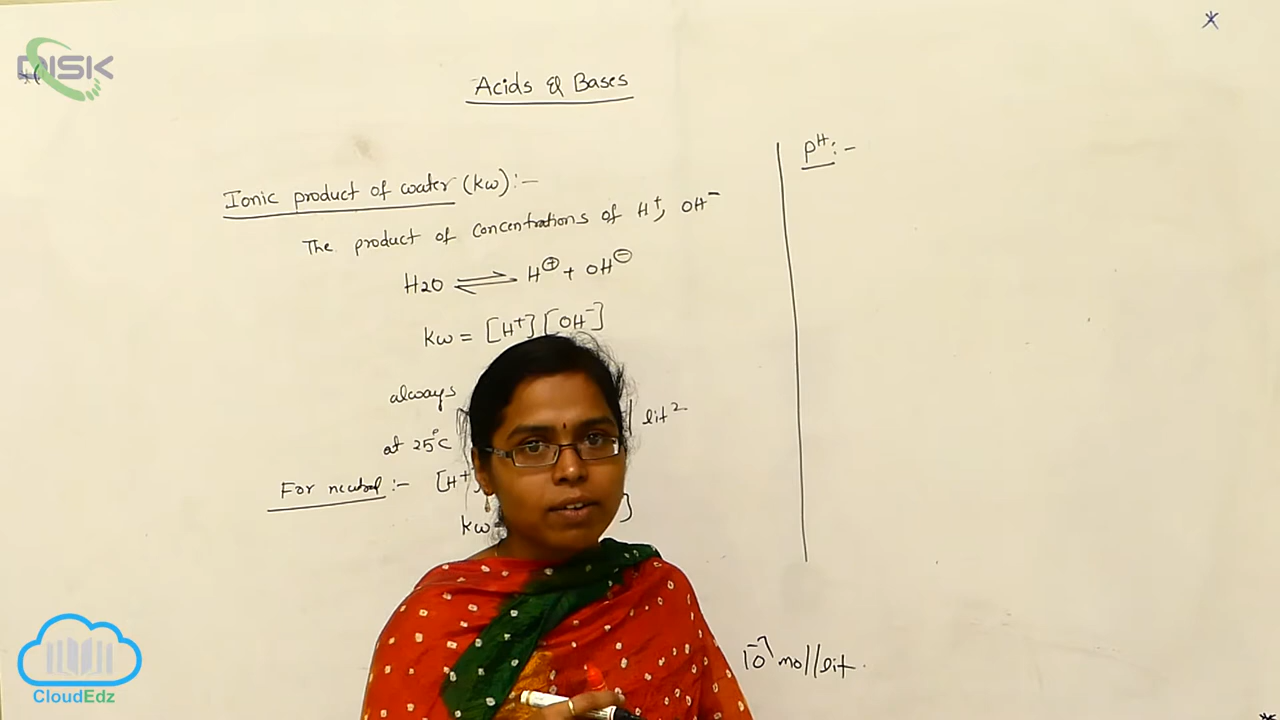 DISK
Acids & Bases
Ionic product of water (kw):-
The product of concentrations of H⁺, OH⁻
H2O ⇌ H⊕ + OH⊖
kw = [H⁺][OH⁻]
always
lit²
at 25°C
For neutral :- [H⁺
kw=
]
10⁻⁷ mol/lit.
Pᴴ:-
CloudEdz